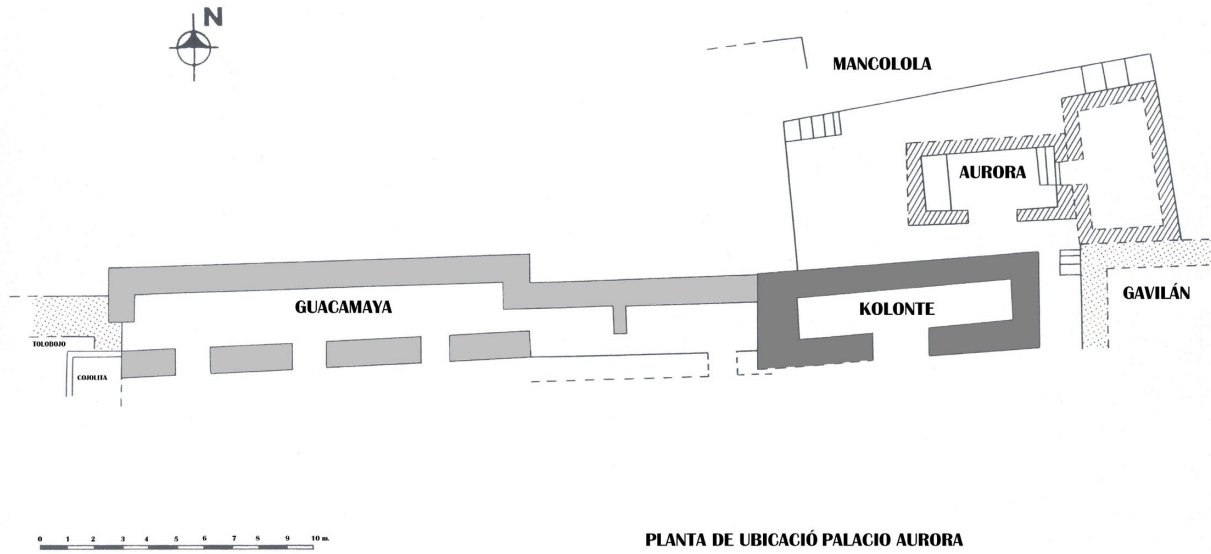 N
MANCOLOLA
AURORA
GAVILÁN
GUACAMAYA
KOLONTE
TOLOBOJO
COJOLITA
0 1 2 3 4 5 6 7 8 9 10 m.
PLANTA DE UBICACIÓ PALACIO AURORA